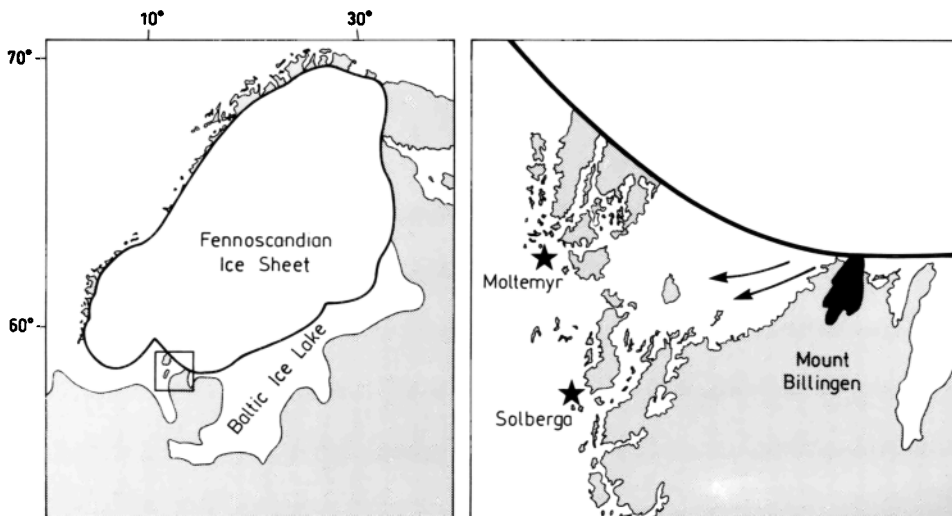 10°
30°
70°
60°
Fennoscandian
Ice Sheet
Baltic Ice Lake
Moltemyr
Solberga
Mount
Billingen